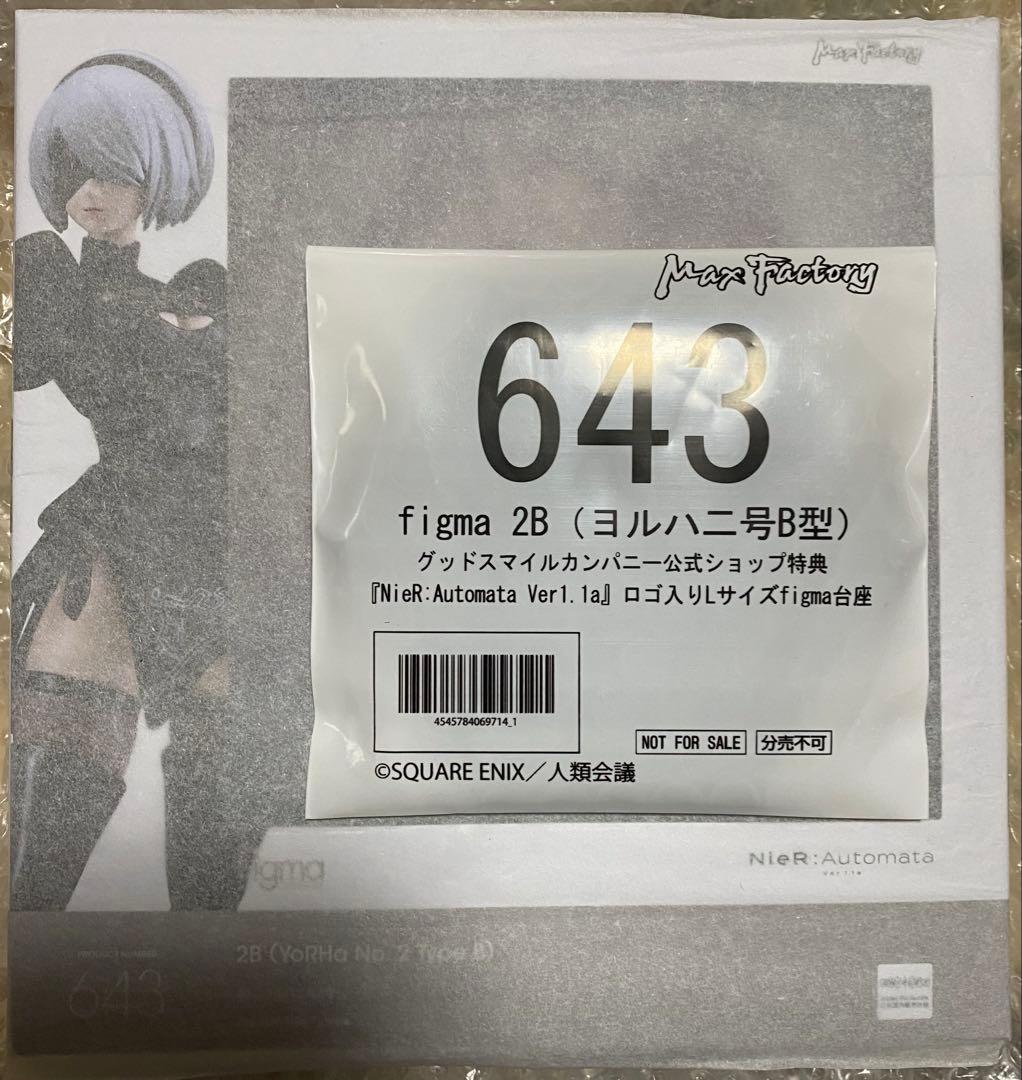 Max Factory
Max Factory
643
figma 2B（ヨルハ二号B型）
グッドスマイルカンパニー公式ショップ特典
『NieR:Automata Ver1.1a』ロゴ入りLサイズfigma台座
4545784069714_1
NOT FOR SALE 分売不可
©SQUARE ENIX／人類会議
figma
NieR:Automata
Ver1.1a
PRODUCT NUMBER
643
2B (YoRHa No. 2 Type B)